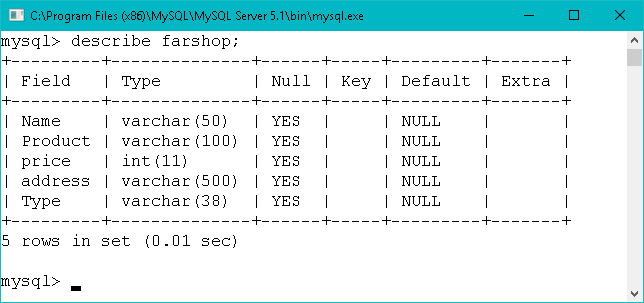 C:\Program Files (x86)\MySQL\MySQL Server 5.1\bin\mysql.exe
mysql> describe farshop;
+---------+--------------+------+-----+---------+-------+
| Field   | Type         | Null | Key | Default | Extra |
+---------+--------------+------+-----+---------+-------+
| Name    | varchar(50)  | YES  |     | NULL    |       |
| Product | varchar(100) | YES  |     | NULL    |       |
| price   | int(11)      | YES  |     | NULL    |       |
| address | varchar(500) | YES  |     | NULL    |       |
| Type    | varchar(38)  | YES  |     | NULL    |       |
+---------+--------------+------+-----+---------+-------+
5 rows in set (0.01 sec)
mysql>